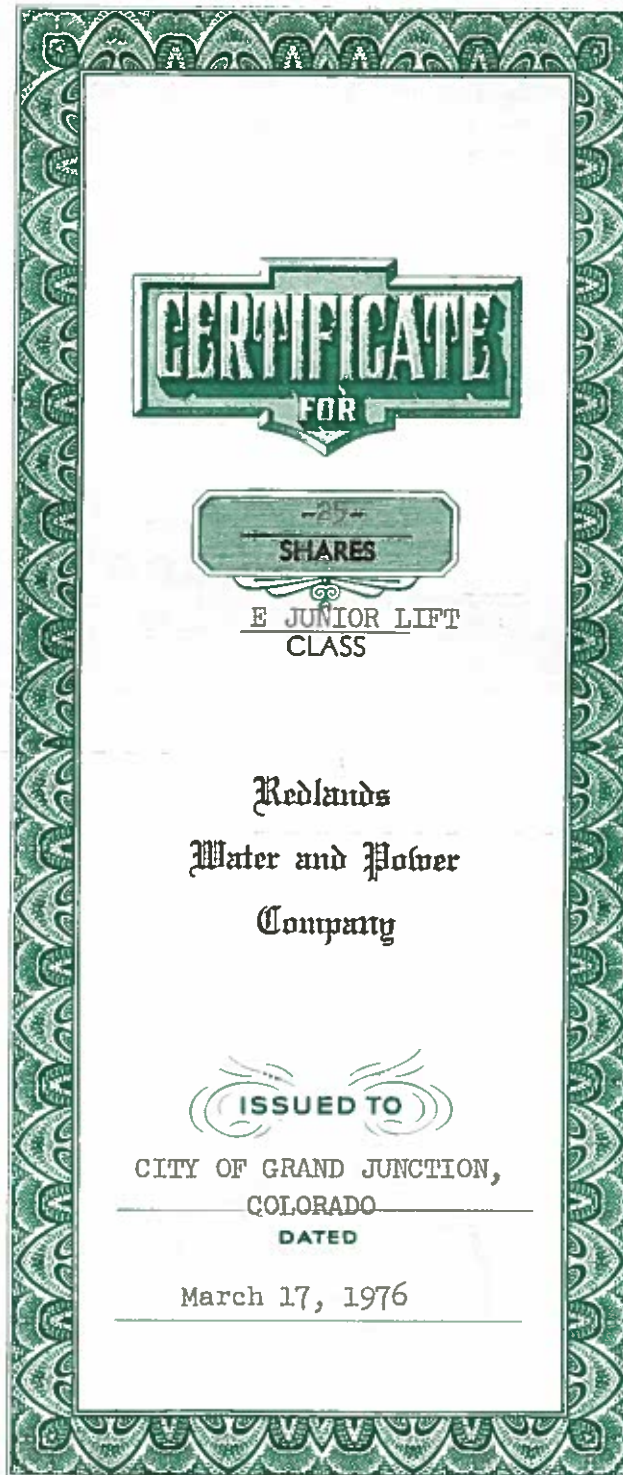 CERTIFICATE
FOR
-25-
SHARES
E JUNIOR LIFT
CLASS
Redlands
Water and Power
Company
ISSUED TO
CITY OF GRAND JUNCTION,
COLORADO
DATED
March 17, 1976